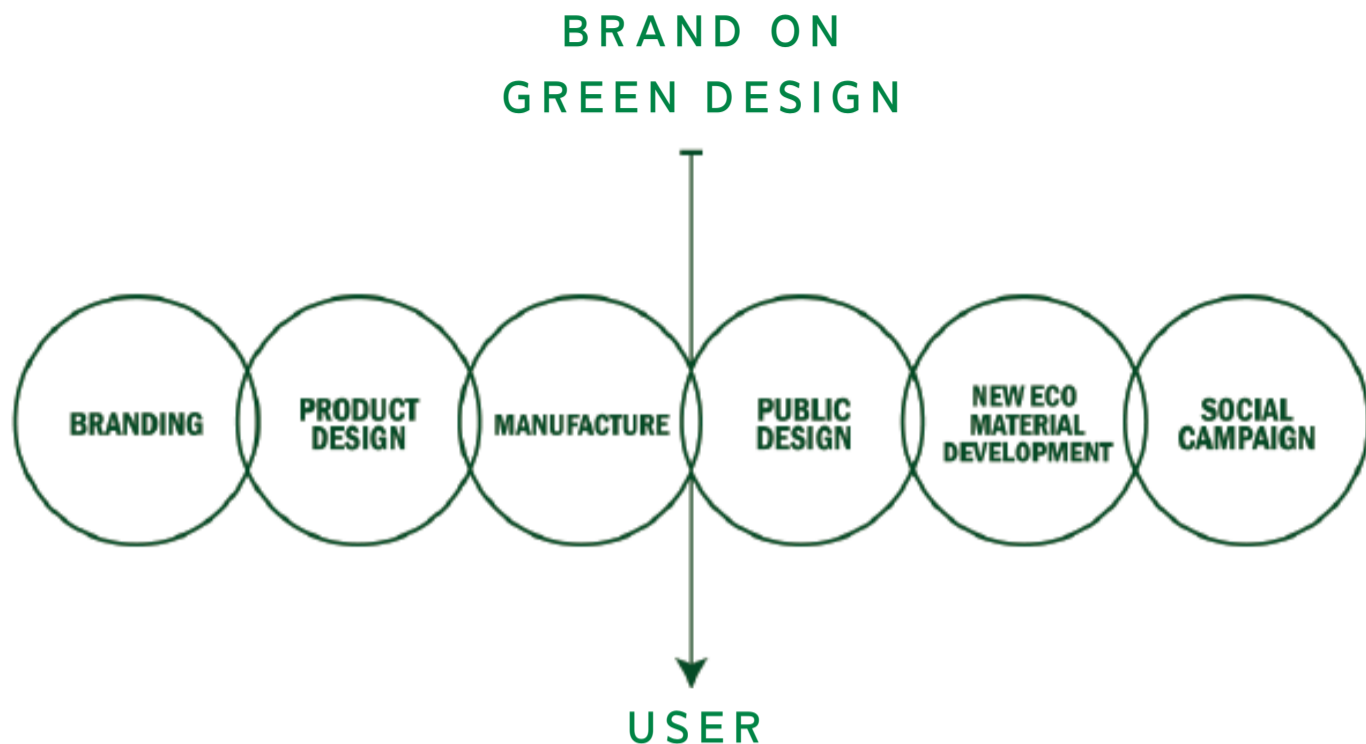 BRAND ON
GREEN DESIGN
BRANDING
PRODUCT
DESIGN
MANUFACTURE
PUBLIC
DESIGN
NEW ECO
MATERIAL
DEVELOPMENT
SOCIAL
CAMPAIGN
USER